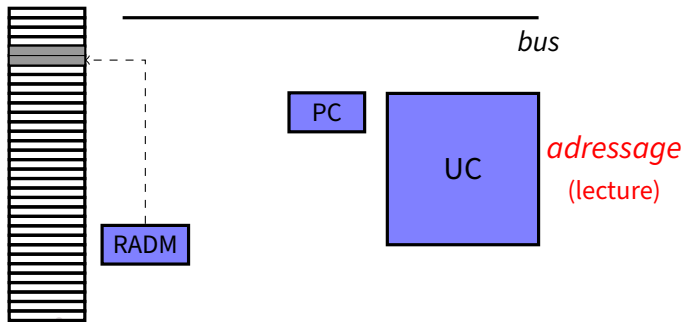 bus
PC
UC
adressage
(lecture)
RADM